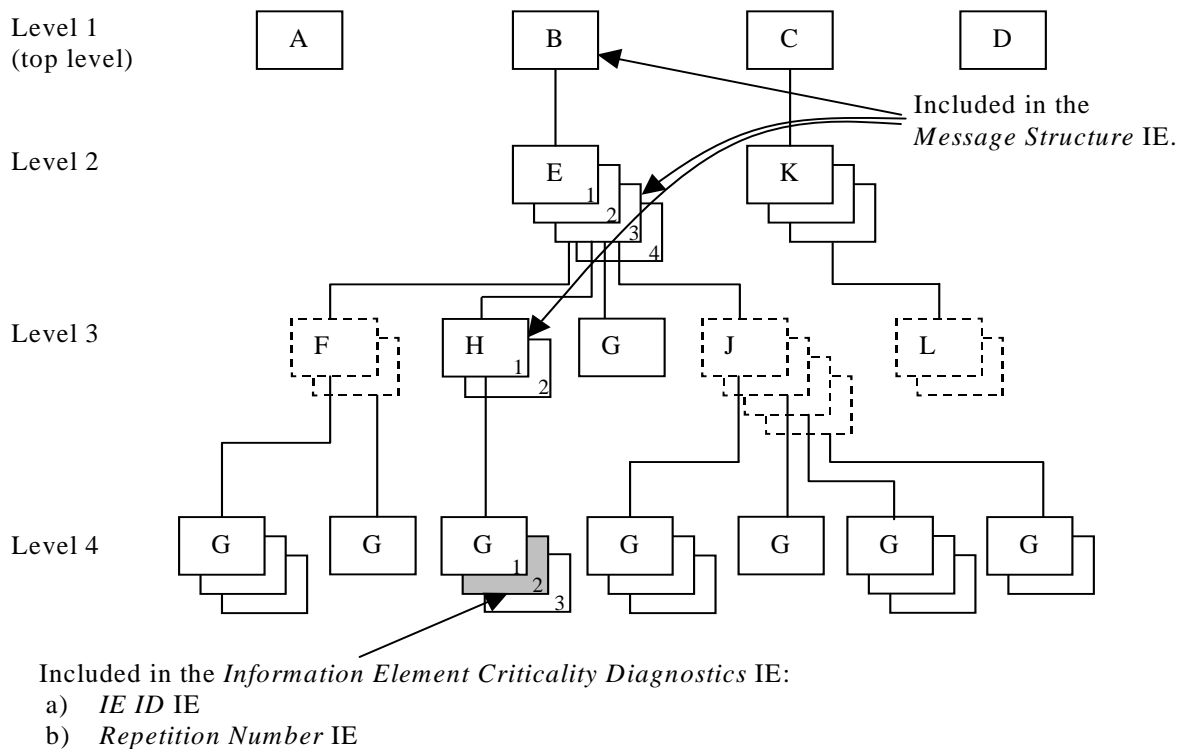 Level 1
(top level)
A
B
C
D
Included in the
Message Structure IE.
Level 2
E
1
2
3
4
K
Level 3
F
H
1
2
G
J
L
Level 4
G
G
G
1
2
3
G
G
G
G
Included in the Information Element Criticality Diagnostics IE:
a) IE ID IE
b) Repetition Number IE